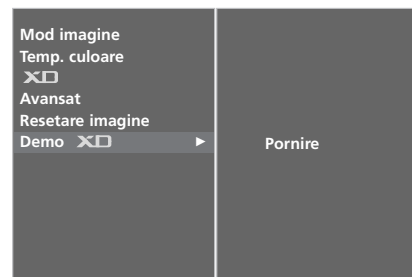 Mod imagine
Temp. culoare
XD
Avansat
Resetare imagine
Demo XD ►
Pornire